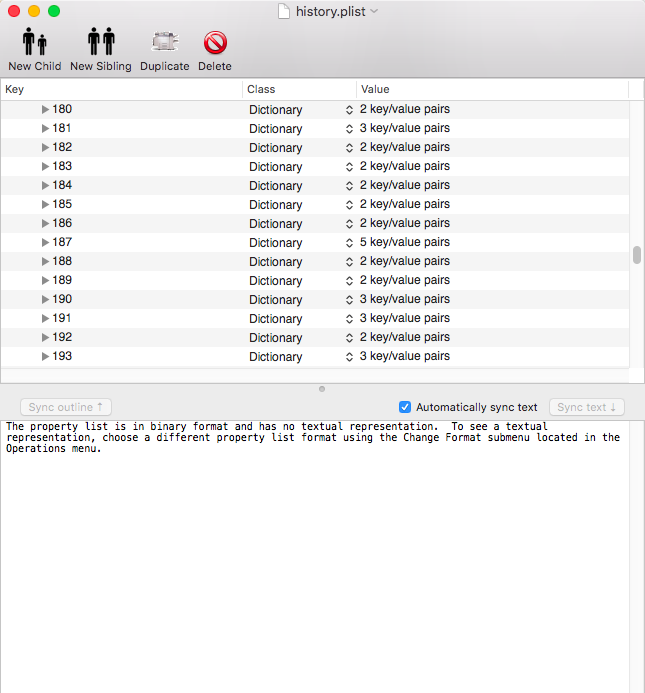 history.plist
New Child New Sibling Duplicate Delete
Key Class Value
180 Dictionary 2 key/value pairs
181 Dictionary 3 key/value pairs
182 Dictionary 2 key/value pairs
183 Dictionary 2 key/value pairs
184 Dictionary 2 key/value pairs
185 Dictionary 2 key/value pairs
186 Dictionary 2 key/value pairs
187 Dictionary 5 key/value pairs
188 Dictionary 2 key/value pairs
189 Dictionary 2 key/value pairs
190 Dictionary 3 key/value pairs
191 Dictionary 3 key/value pairs
192 Dictionary 2 key/value pairs
193 Dictionary 3 key/value pairs
Sync outline ↑ Automatically sync text Sync text ↓
The property list is in binary format and has no textual representation.  To see a textual
representation, choose a different property list format using the Change Format submenu located in the
Operations menu.